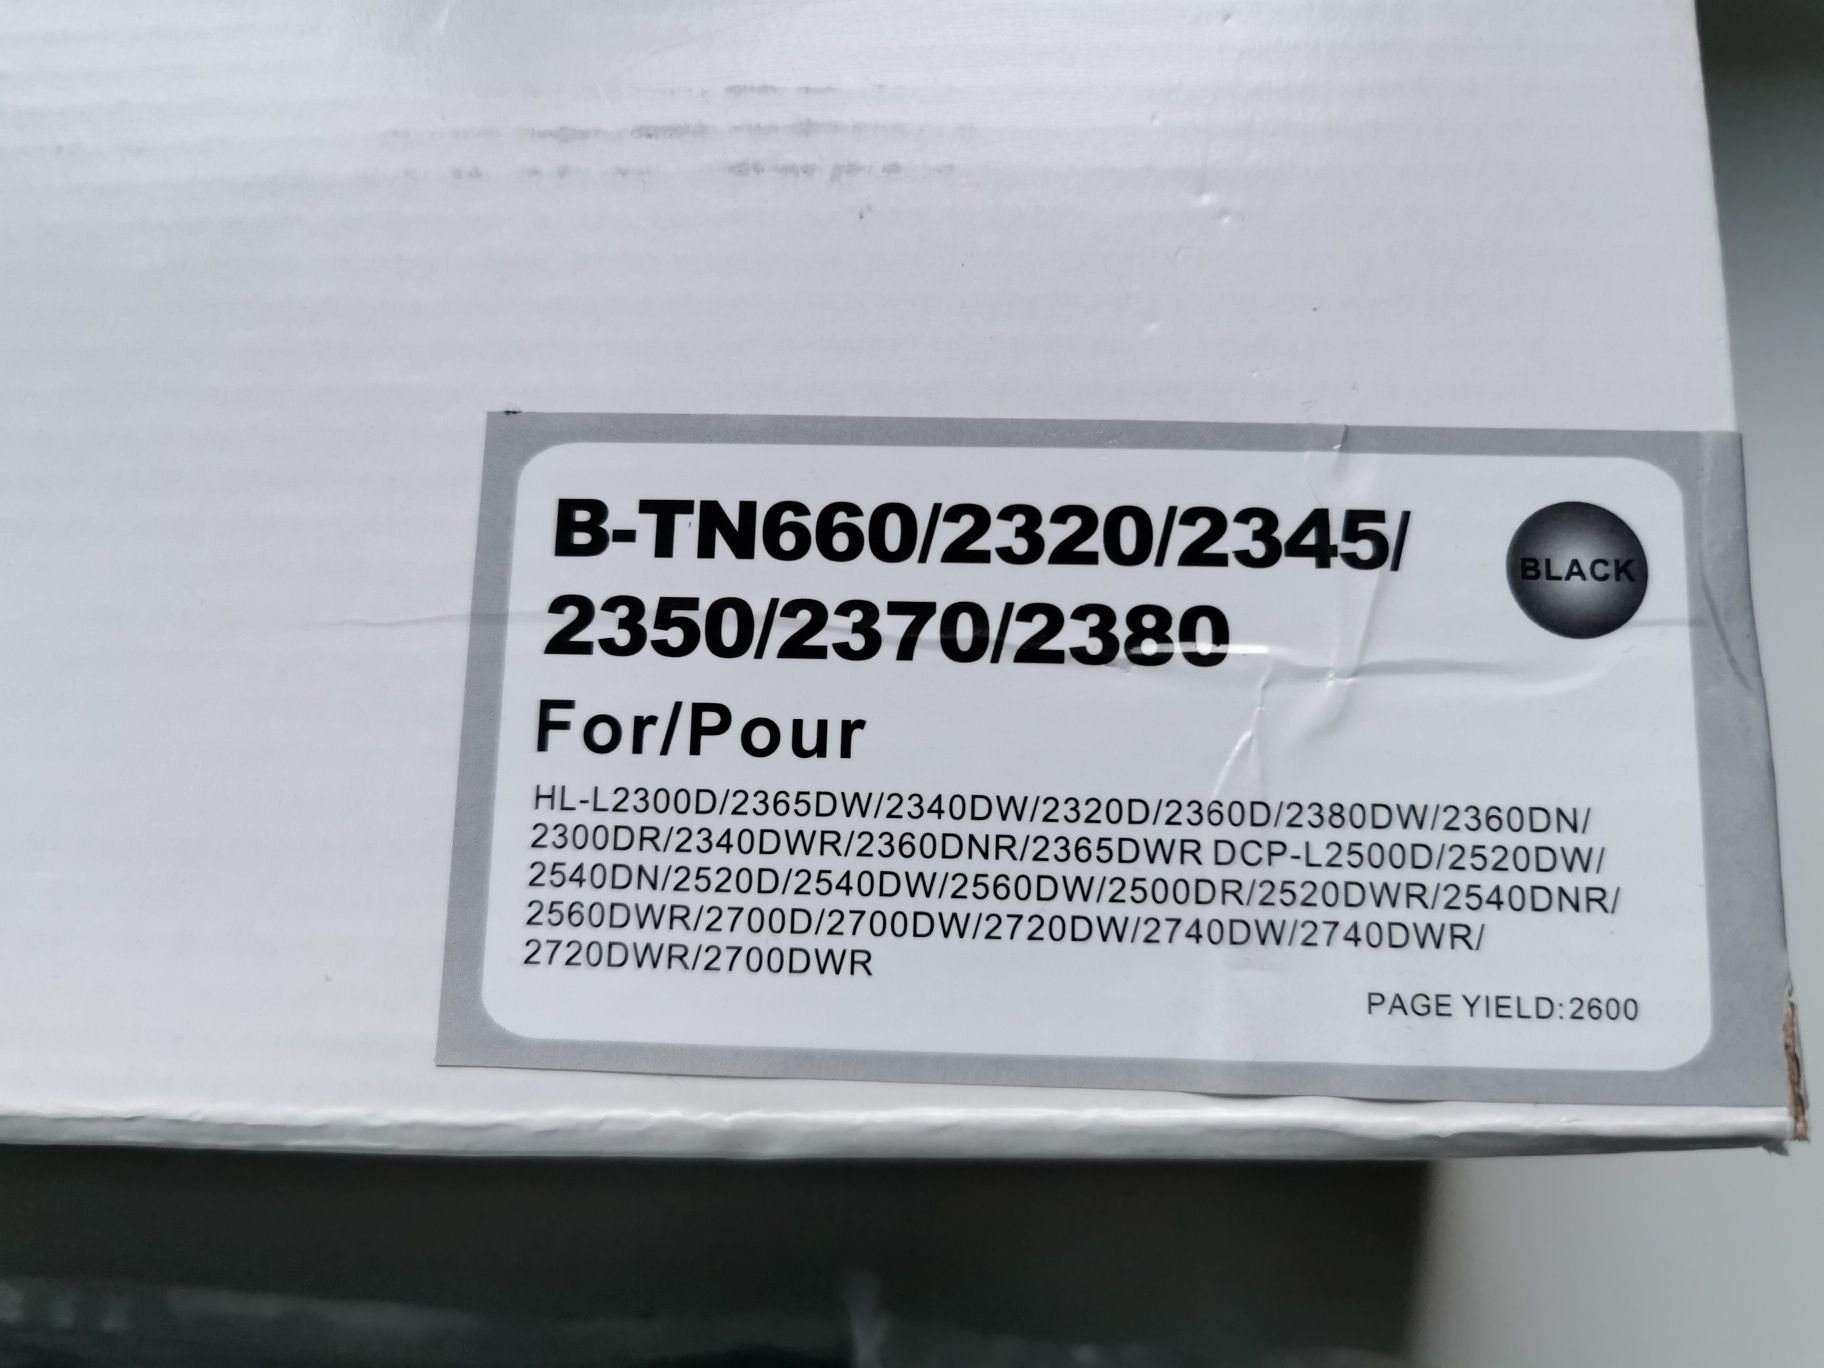 B-TN660/2320/2345/
2350/2370/2380
BLACK
For/Pour
HL-L2300D/2365DW/2340DW/2320D/2360D/2380DW/2360DN/
2300DR/2340DWR/2360DNR/2365DWR DCP-L2500D/2520DW/
2540DN/2520D/2540DW/2560DW/2500DR/2520DWR/2540DNR/
2560DWR/2700D/2700DW/2720DW/2740DW/2740DWR/
2720DWR/2700DWR
PAGE YIELD:2600